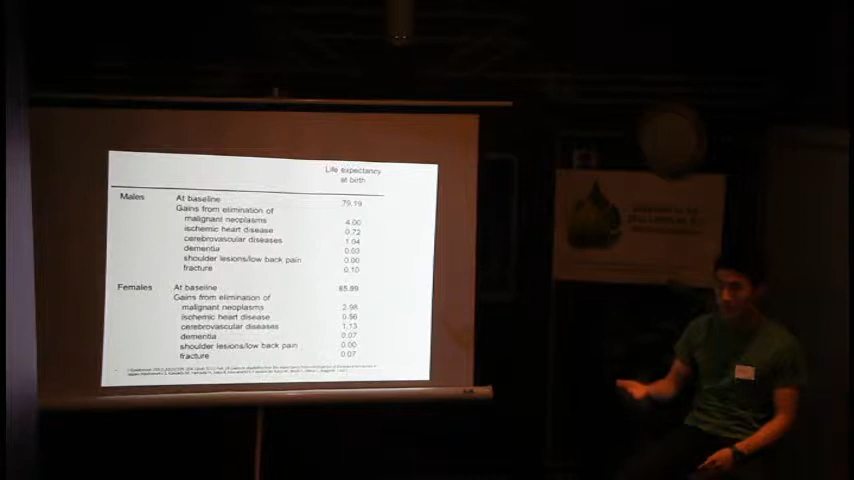 Life expectancy
at birth
Males At baseline 79.19
Gains from elimination of
malignant neoplasms 4.00
ischemic heart disease 0.72
cerebrovascular diseases 1.04
dementia 0.03
shoulder lesions/low back pain 0.00
fracture 0.10
Females At baseline 85.99
Gains from elimination of
malignant neoplasms 2.98
ischemic heart disease 0.56
cerebrovascular diseases 1.13
dementia 0.07
shoulder lesions/low back pain 0.00
fracture 0.07